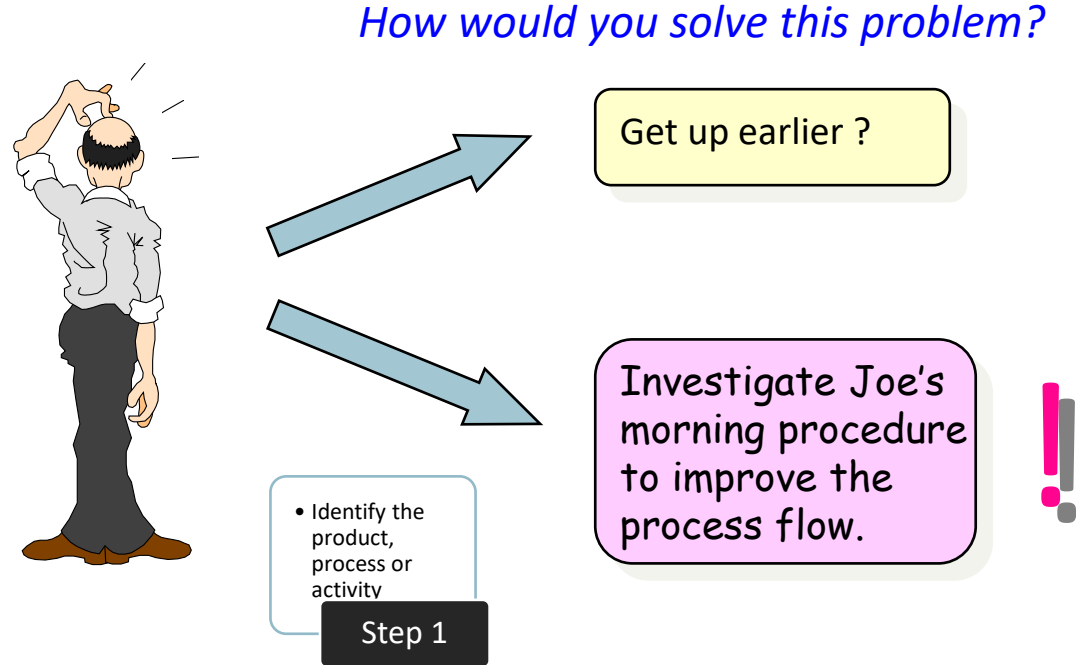 How would you solve this problem?
Get up earlier ?
Investigate Joe's
morning procedure
to improve the
process flow.
!!
• Identify the
product,
process or
activity
Step 1